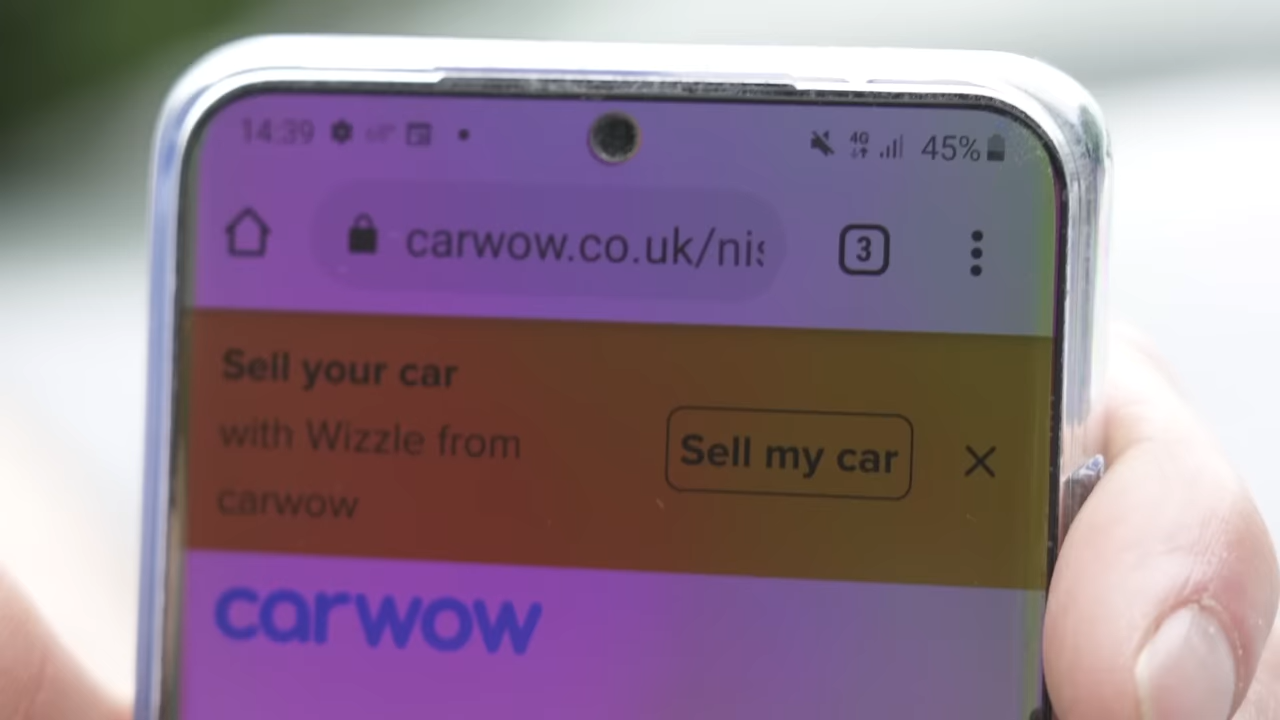 14:39
4G 45%
carwow.co.uk/nis
3
Sell your car
with Wizzle from
carwow
Sell my car
carwow